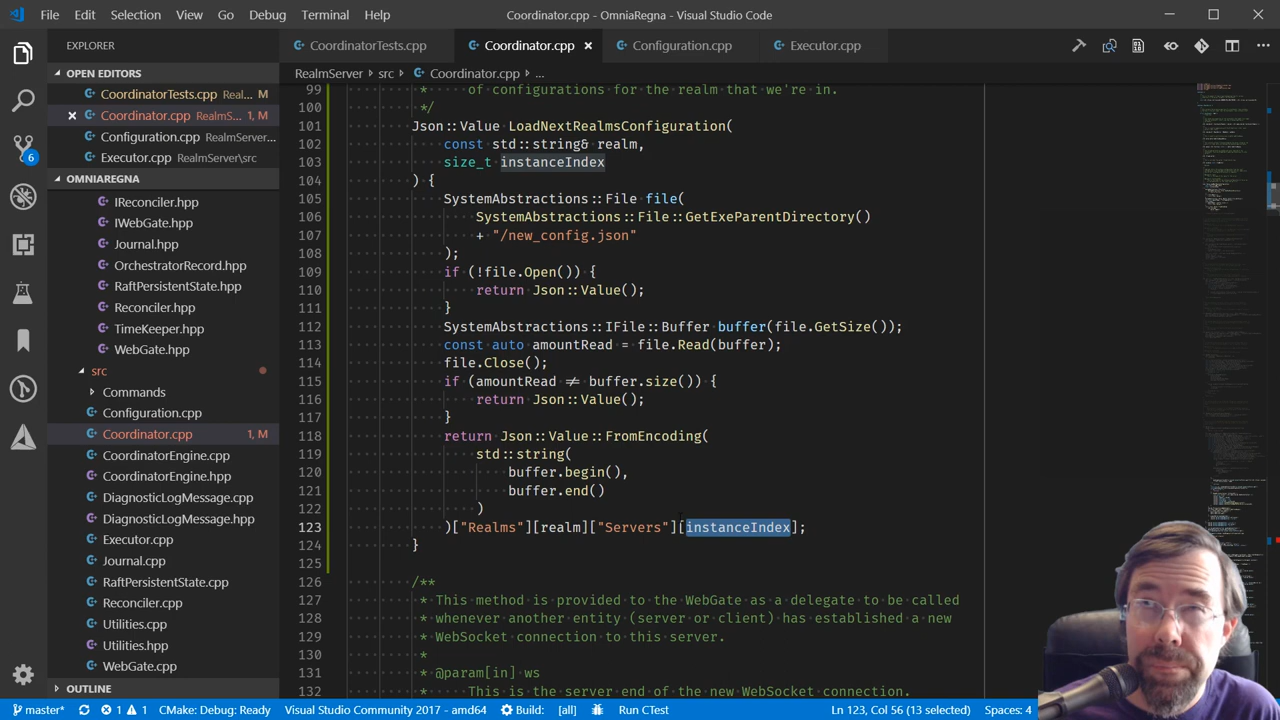 File Edit Selection View Go Debug Terminal Help Coordinator.cpp - OmniaRegna - Visual Studio Code
EXPLORER
OPEN EDITORS
CoordinatorTests.cpp Real... M
Coordinator.cpp RealmS... 1, M
Configuration.cpp RealmServer...
Executor.cpp RealmServer\src
OMNIAREGNA
IReconciler.hpp
IWebGate.hpp
Journal.hpp
OrchestratorRecord.hpp
RaftPersistentState.hpp
Reconciler.hpp
TimeKeeper.hpp
WebGate.hpp
src
Commands
Configuration.cpp
Coordinator.cpp 1, M
CoordinatorEngine.cpp
CoordinatorEngine.hpp
DiagnosticLogMessage.cpp
DiagnosticLogMessage.hpp
Executor.cpp
Journal.cpp
RaftPersistentState.cpp
Reconciler.cpp
Utilities.cpp
Utilities.hpp
WebGate.cpp
OUTLINE
6
CoordinatorTests.cpp Coordinator.cpp Configuration.cpp Executor.cpp
RealmServer src Coordinator.cpp ...
99 * of configurations for the realm that we're in.
100 */
101 Json::Value LoadNextRealmsConfiguration(
102 const std::string& realm,
103 size_t instanceIndex
104 ) {
105 SystemAbstractions::File file(
106 SystemAbstractions::File::GetExeParentDirectory()
107 + "/new_config.json"
108 );
109 if (!file.Open()) {
110 return Json::Value();
111 }
112 SystemAbstractions::IFile::Buffer buffer(file.GetSize());
113 const auto amountRead = file.Read(buffer);
114 file.Close();
115 if (amountRead ≠ buffer.size()) {
116 return Json::Value();
117 }
118 return Json::Value::FromEncoding(
119 std::string(
120 buffer.begin(),
121 buffer.end()
122 )
123 )["Realms"][realm]["Servers"][instanceIndex];
124 }
125
126 /**
127 * This method is provided to the WebGate as a delegate to be called
128 * whenever another entity (server or client) has established a new
129 * WebSocket connection to this server.
130 *
131 * @param[in] ws
132 * This is the server end of the new WebSocket connection.
master* 1 1 CMake: Debug: Ready Visual Studio Community 2017 - amd64 Build: [all] Run CTest Ln 123, Col 56 (13 selected) Spaces: 4